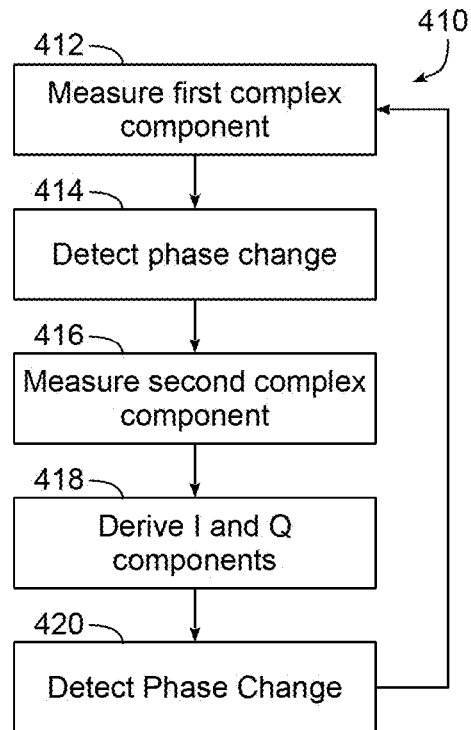 410
412
Measure first complex
component
414
Detect phase change
416
Measure second complex
component
418
Derive I and Q
components
420
Detect Phase Change